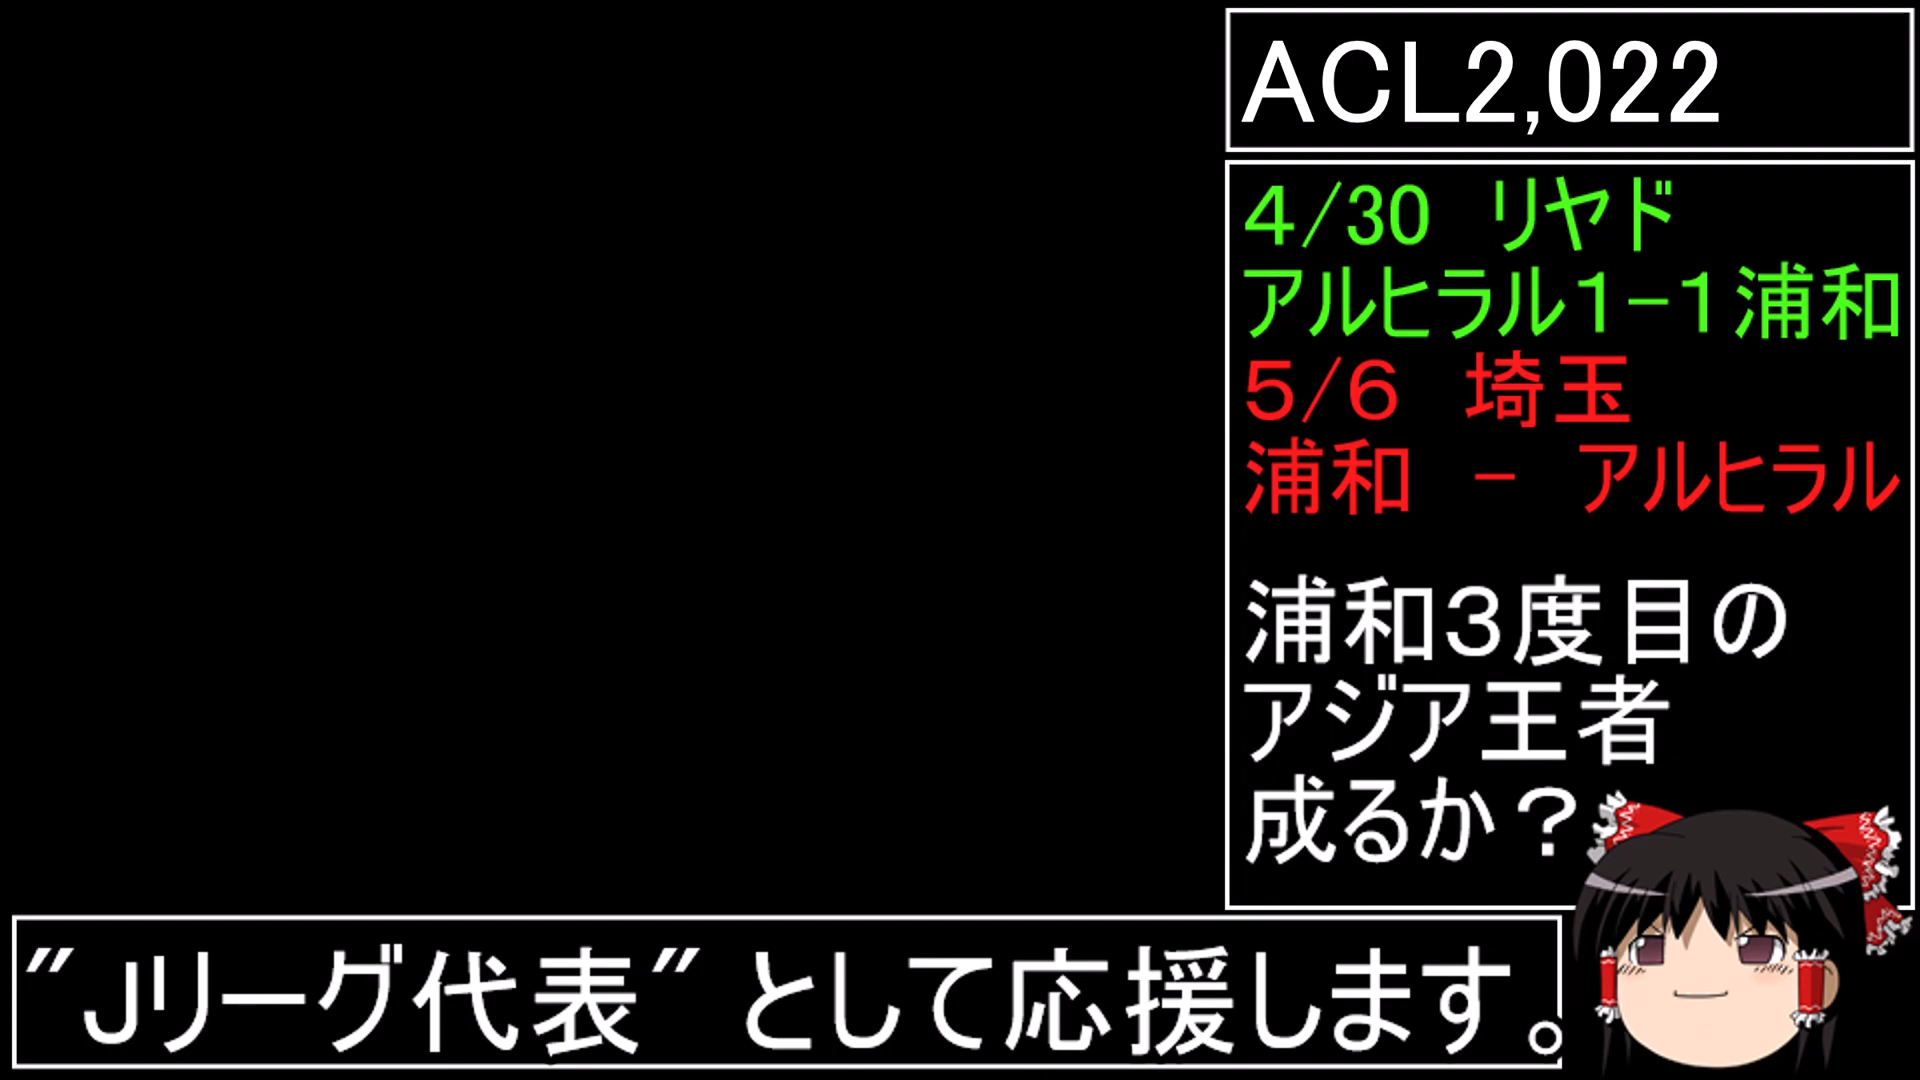 ACL2,022
4/30　リヤド
アルヒラル１-１浦和
５/６　埼玉
浦和　-　アルヒラル
浦和３度目の
アジア王者
成るか？
"Jリーグ代表"として応援します。